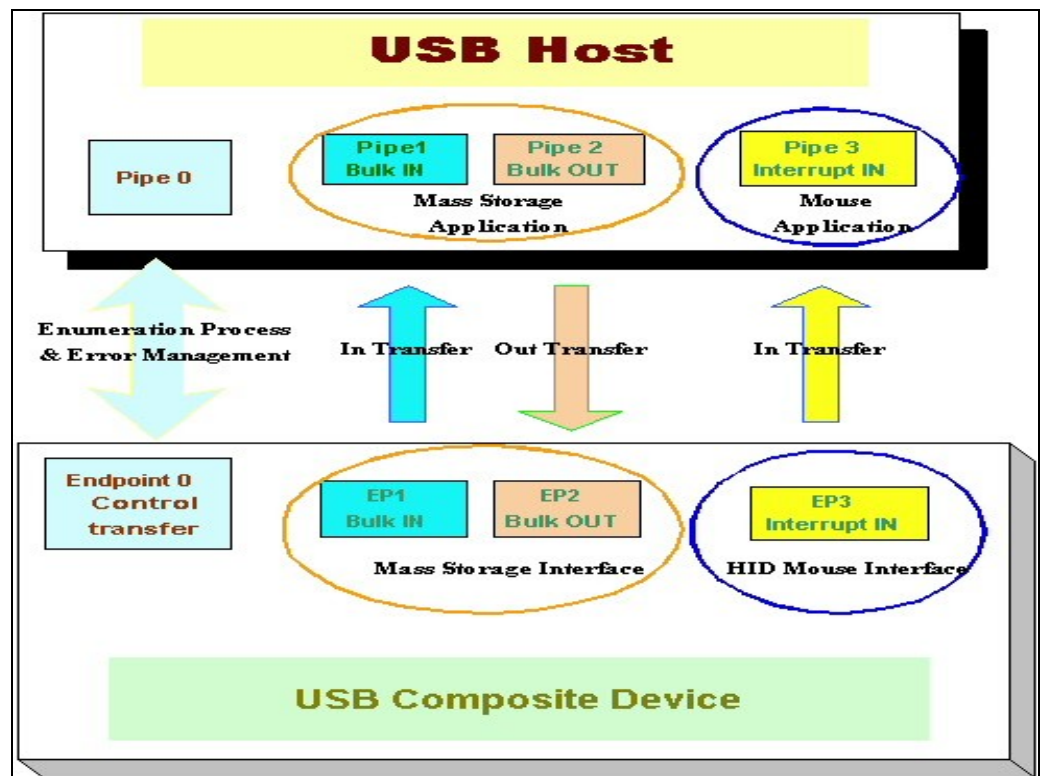 USB Host
Pipe 0
Pipe1
Bulk IN
Pipe 2
Bulk OUT
Mass Storage
Application
Pipe 3
Interrupt IN
Mouse
Application
Enumeration Process
& Error Management
In Transfer
Out Transfer
In Transfer
Endpoint 0
Control
transfer
EP1
Bulk IN
EP2
Bulk OUT
Mass Storage Interface
EP3
Interrupt IN
HID Mouse Interface
USB Composite Device